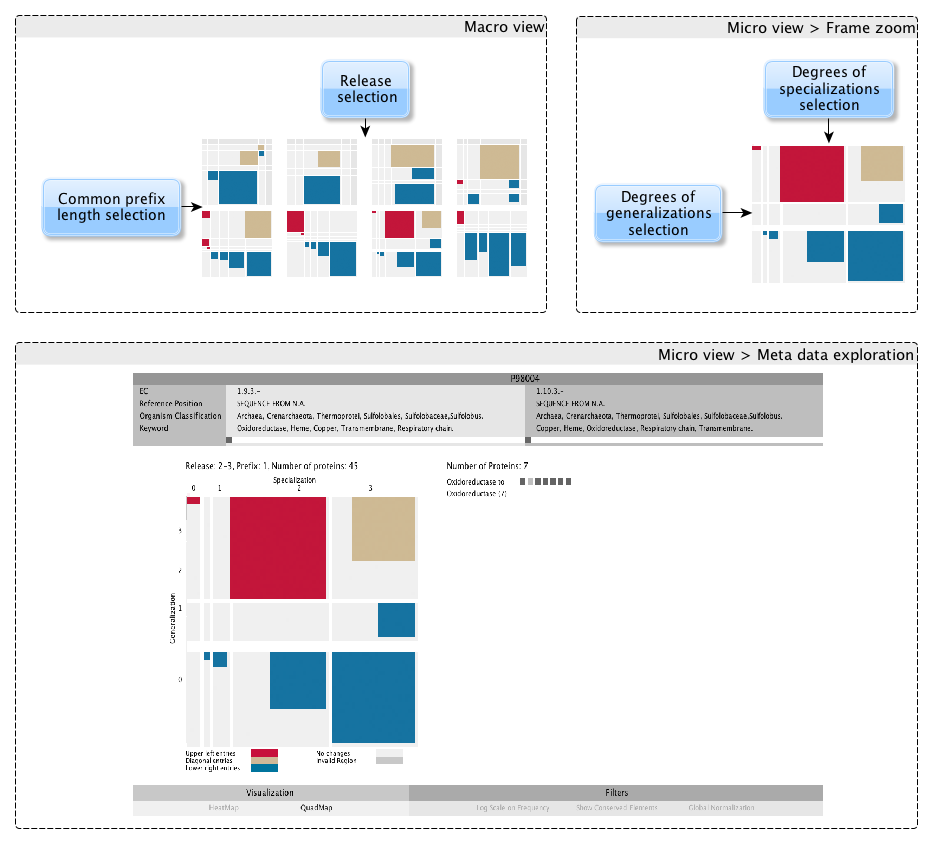 Macro view
Release
selection
Common prefix
length selection
Micro view > Frame zoom
Degrees of
specializations
selection
Degrees of
generalizations
selection
Micro view > Meta data exploration
P98004
EC 1.9.3.- 1.10.3.-
Reference Position SEQUENCE FROM N.A. SEQUENCE FROM N.A.
Organism Classification Archaea, Crenarchaeota, Thermoprotei, Sulfolobales, Sulfolobaceae,Sulfolobus. Archaea, Crenarchaeota, Thermoprotei, Sulfolobales, Sulfolobaceae,Sulfolobus.
Keyword Oxidoreductase, Heme, Copper, Transmembrane, Respiratory chain. Copper, Heme, Oxidoreductase, Respiratory chain, Transmembrane.
Release: 2-3, Prefix: 1, Number of proteins: 45
Specialization
0 1 2 3
3
2
1
0
Generalization
Number of Proteins: 7
Oxidoreductase to
Oxidoreductase (7)
Upper left entries
Diagonal entries
Lower right entries
No changes
Invalid Region
Visualization Filters
HeatMap QuadMap Log Scale on Frequency Show Conserved Elements Global Normalization